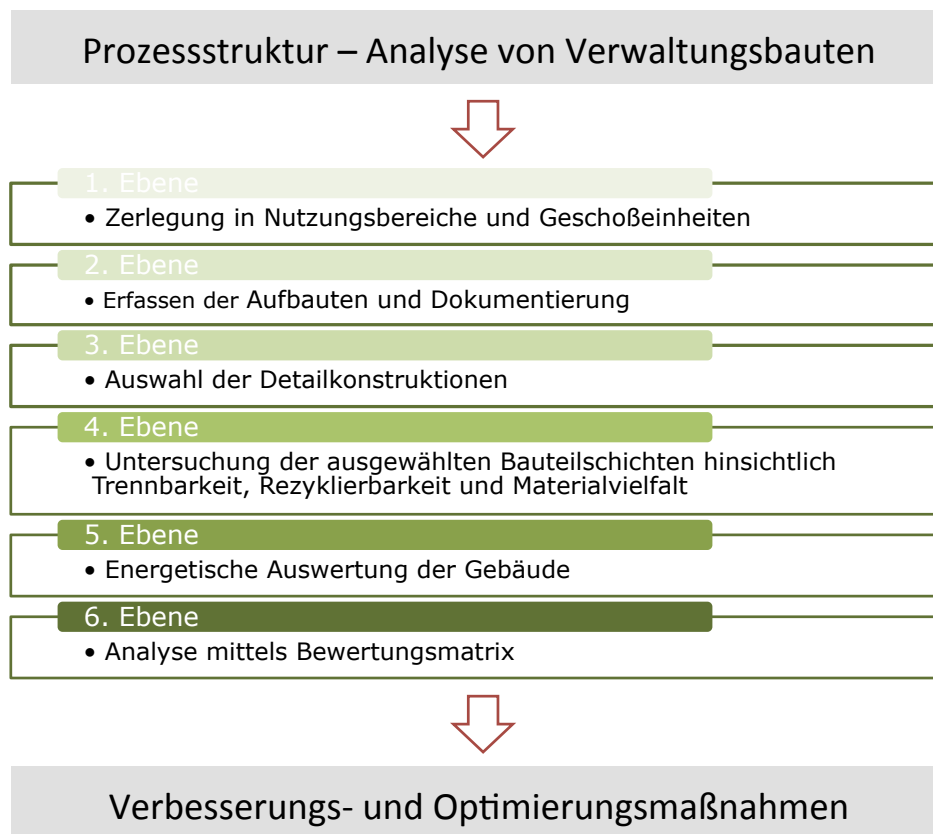 Prozessstruktur – Analyse von Verwaltungsbauten
1. Ebene
• Zerlegung in Nutzungsbereiche und Geschoßeinheiten
2. Ebene
• Erfassen der Aufbauten und Dokumentierung
3. Ebene
• Auswahl der Detailkonstruktionen
4. Ebene
• Untersuchung der ausgewählten Bauteilschichten hinsichtlich
Trennbarkeit, Rezyklierbarkeit und Materialvielfalt
5. Ebene
• Energetische Auswertung der Gebäude
6. Ebene
• Analyse mittels Bewertungsmatrix
Verbesserungs- und Optimierungsmaßnahmen